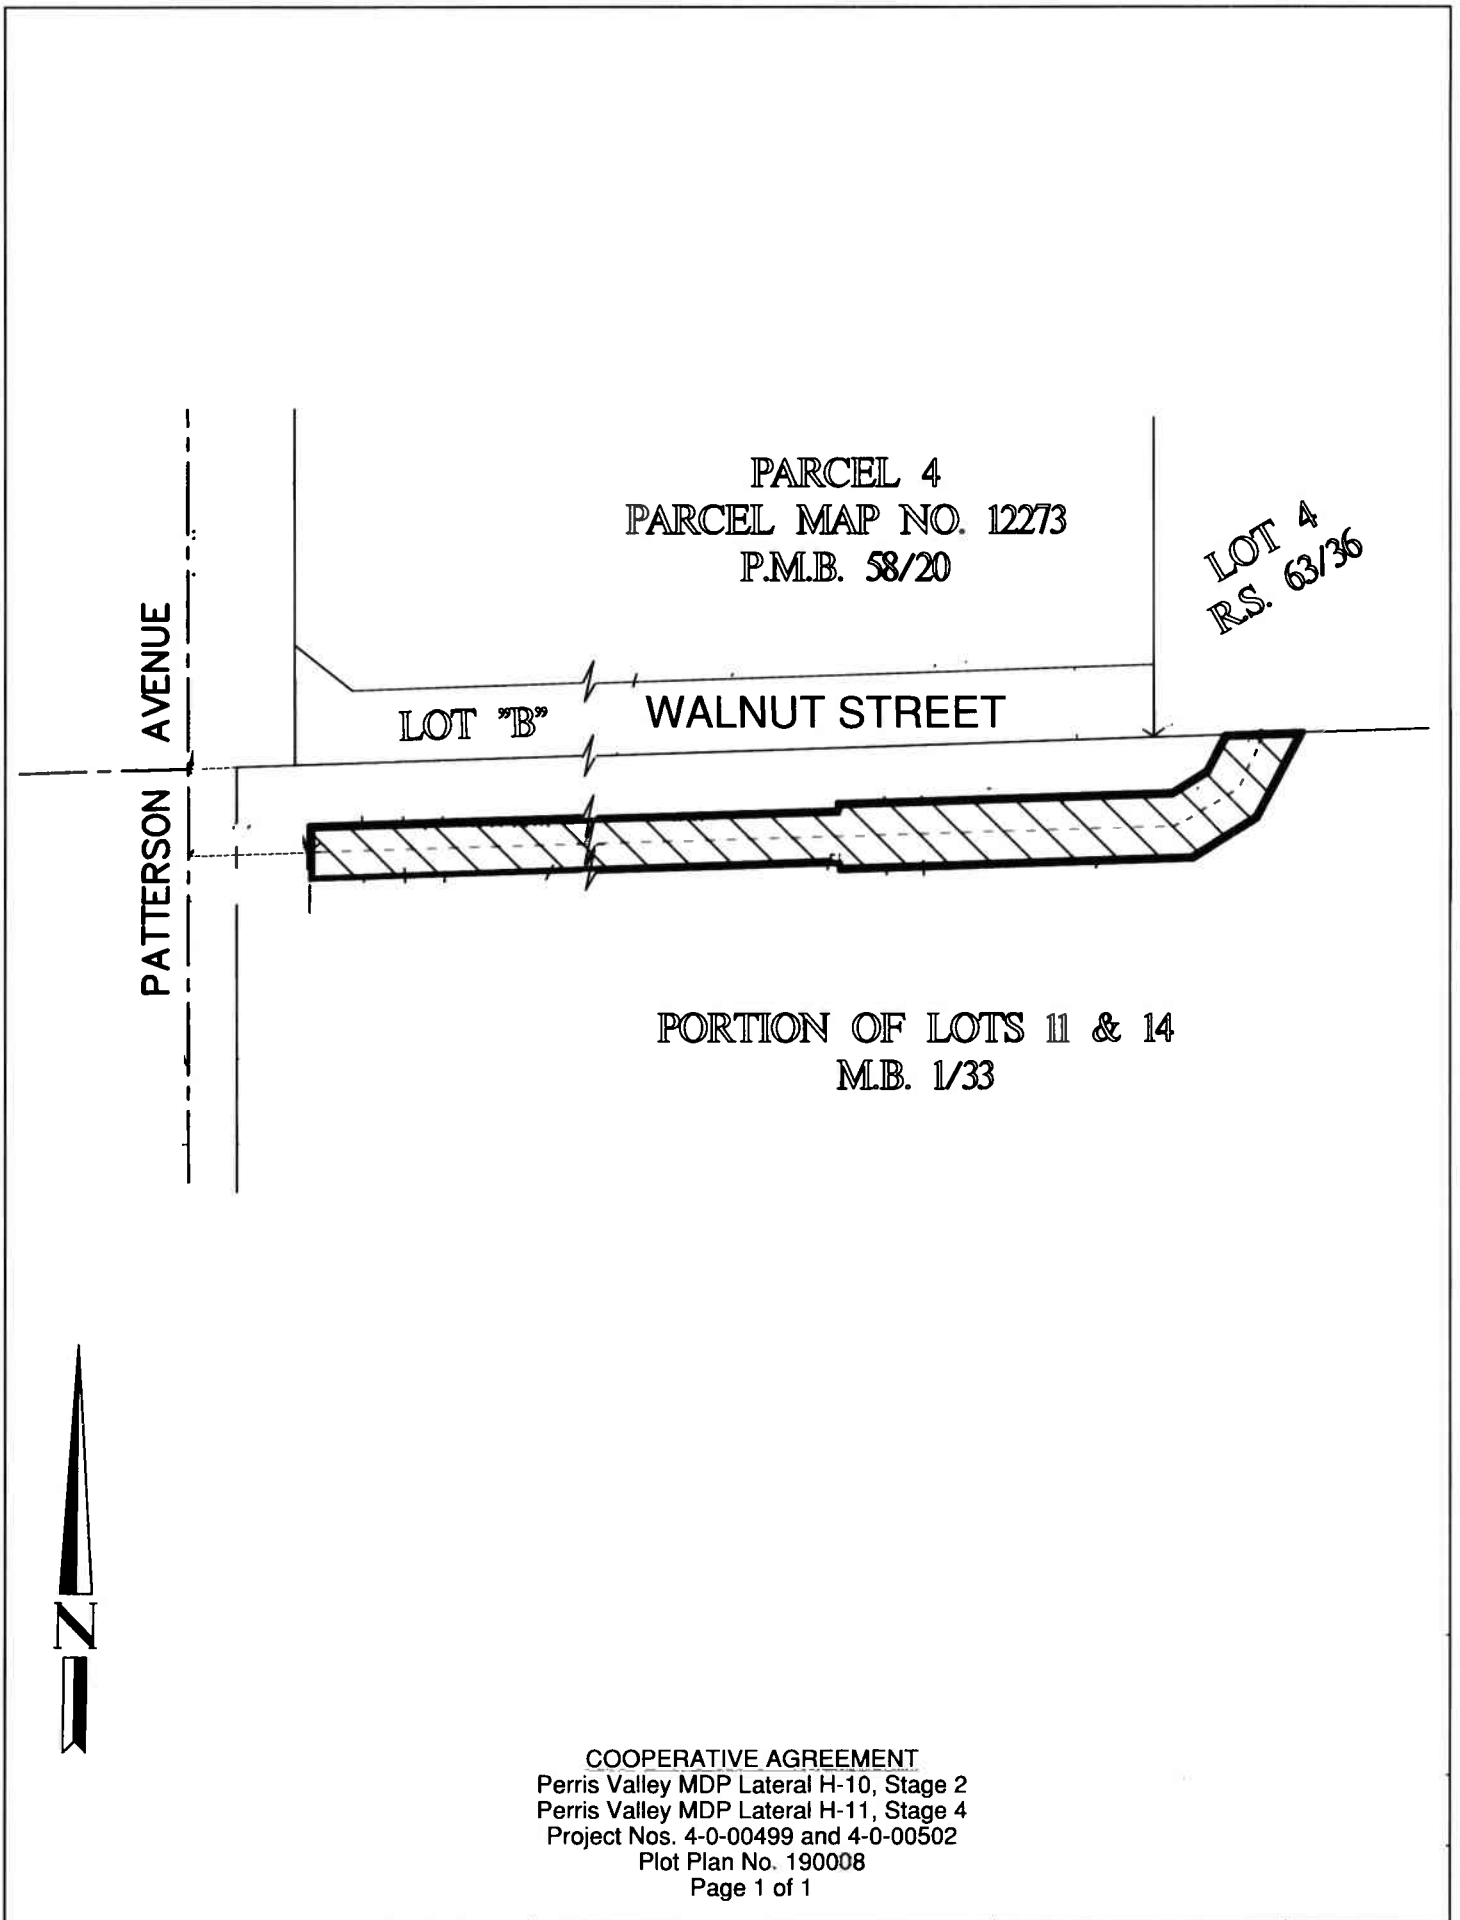 PARCEL 4
PARCEL MAP NO. 12273
P.M.B. 58/20
LOT 4
R.S. 63/36
PATTERSON AVENUE
LOT "B"
WALNUT STREET
PORTION OF LOTS 11 & 14
M.B. 1/33
N
COOPERATIVE AGREEMENT
Perris Valley MDP Lateral H-10, Stage 2
Perris Valley MDP Lateral H-11, Stage 4
Project Nos. 4-0-00499 and 4-0-00502
Plot Plan No. 190008
Page 1 of 1